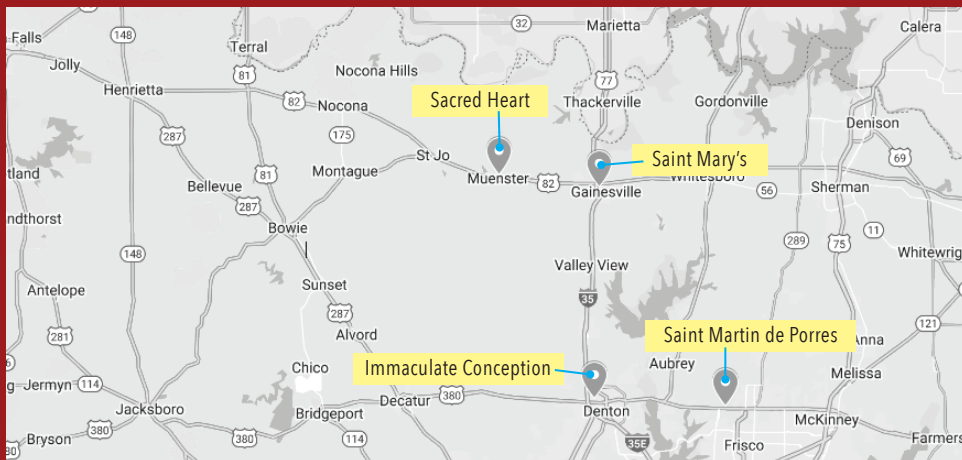 Marietta
32
Calera
Falls
148
Terral
Jolly
Nocona Hills
81
77
Henrietta
Sacred Heart
Thackerville
Gordonville
82
Nocona
Denison
287
175
St Jo
Saint Mary's
69
tland
Montague
Muenster
82
Whitesboro
56
Sherman
Bellevue
81
Gainesville
287
ndthorst
Bowie
11
148
289
75
Whitewrig
Valley View
Antelope
Sunset
35
287
121
281
Alvord
Saint Martin de Porres
Anna
6
Chico
Immaculate Conception
Aubrey
Melissa
g
Jermyn
114
Decatur
380
Jacksboro
Bridgeport
Denton
McKinney
380
380
114
35E
Frisco
Farmers
Bryson
80